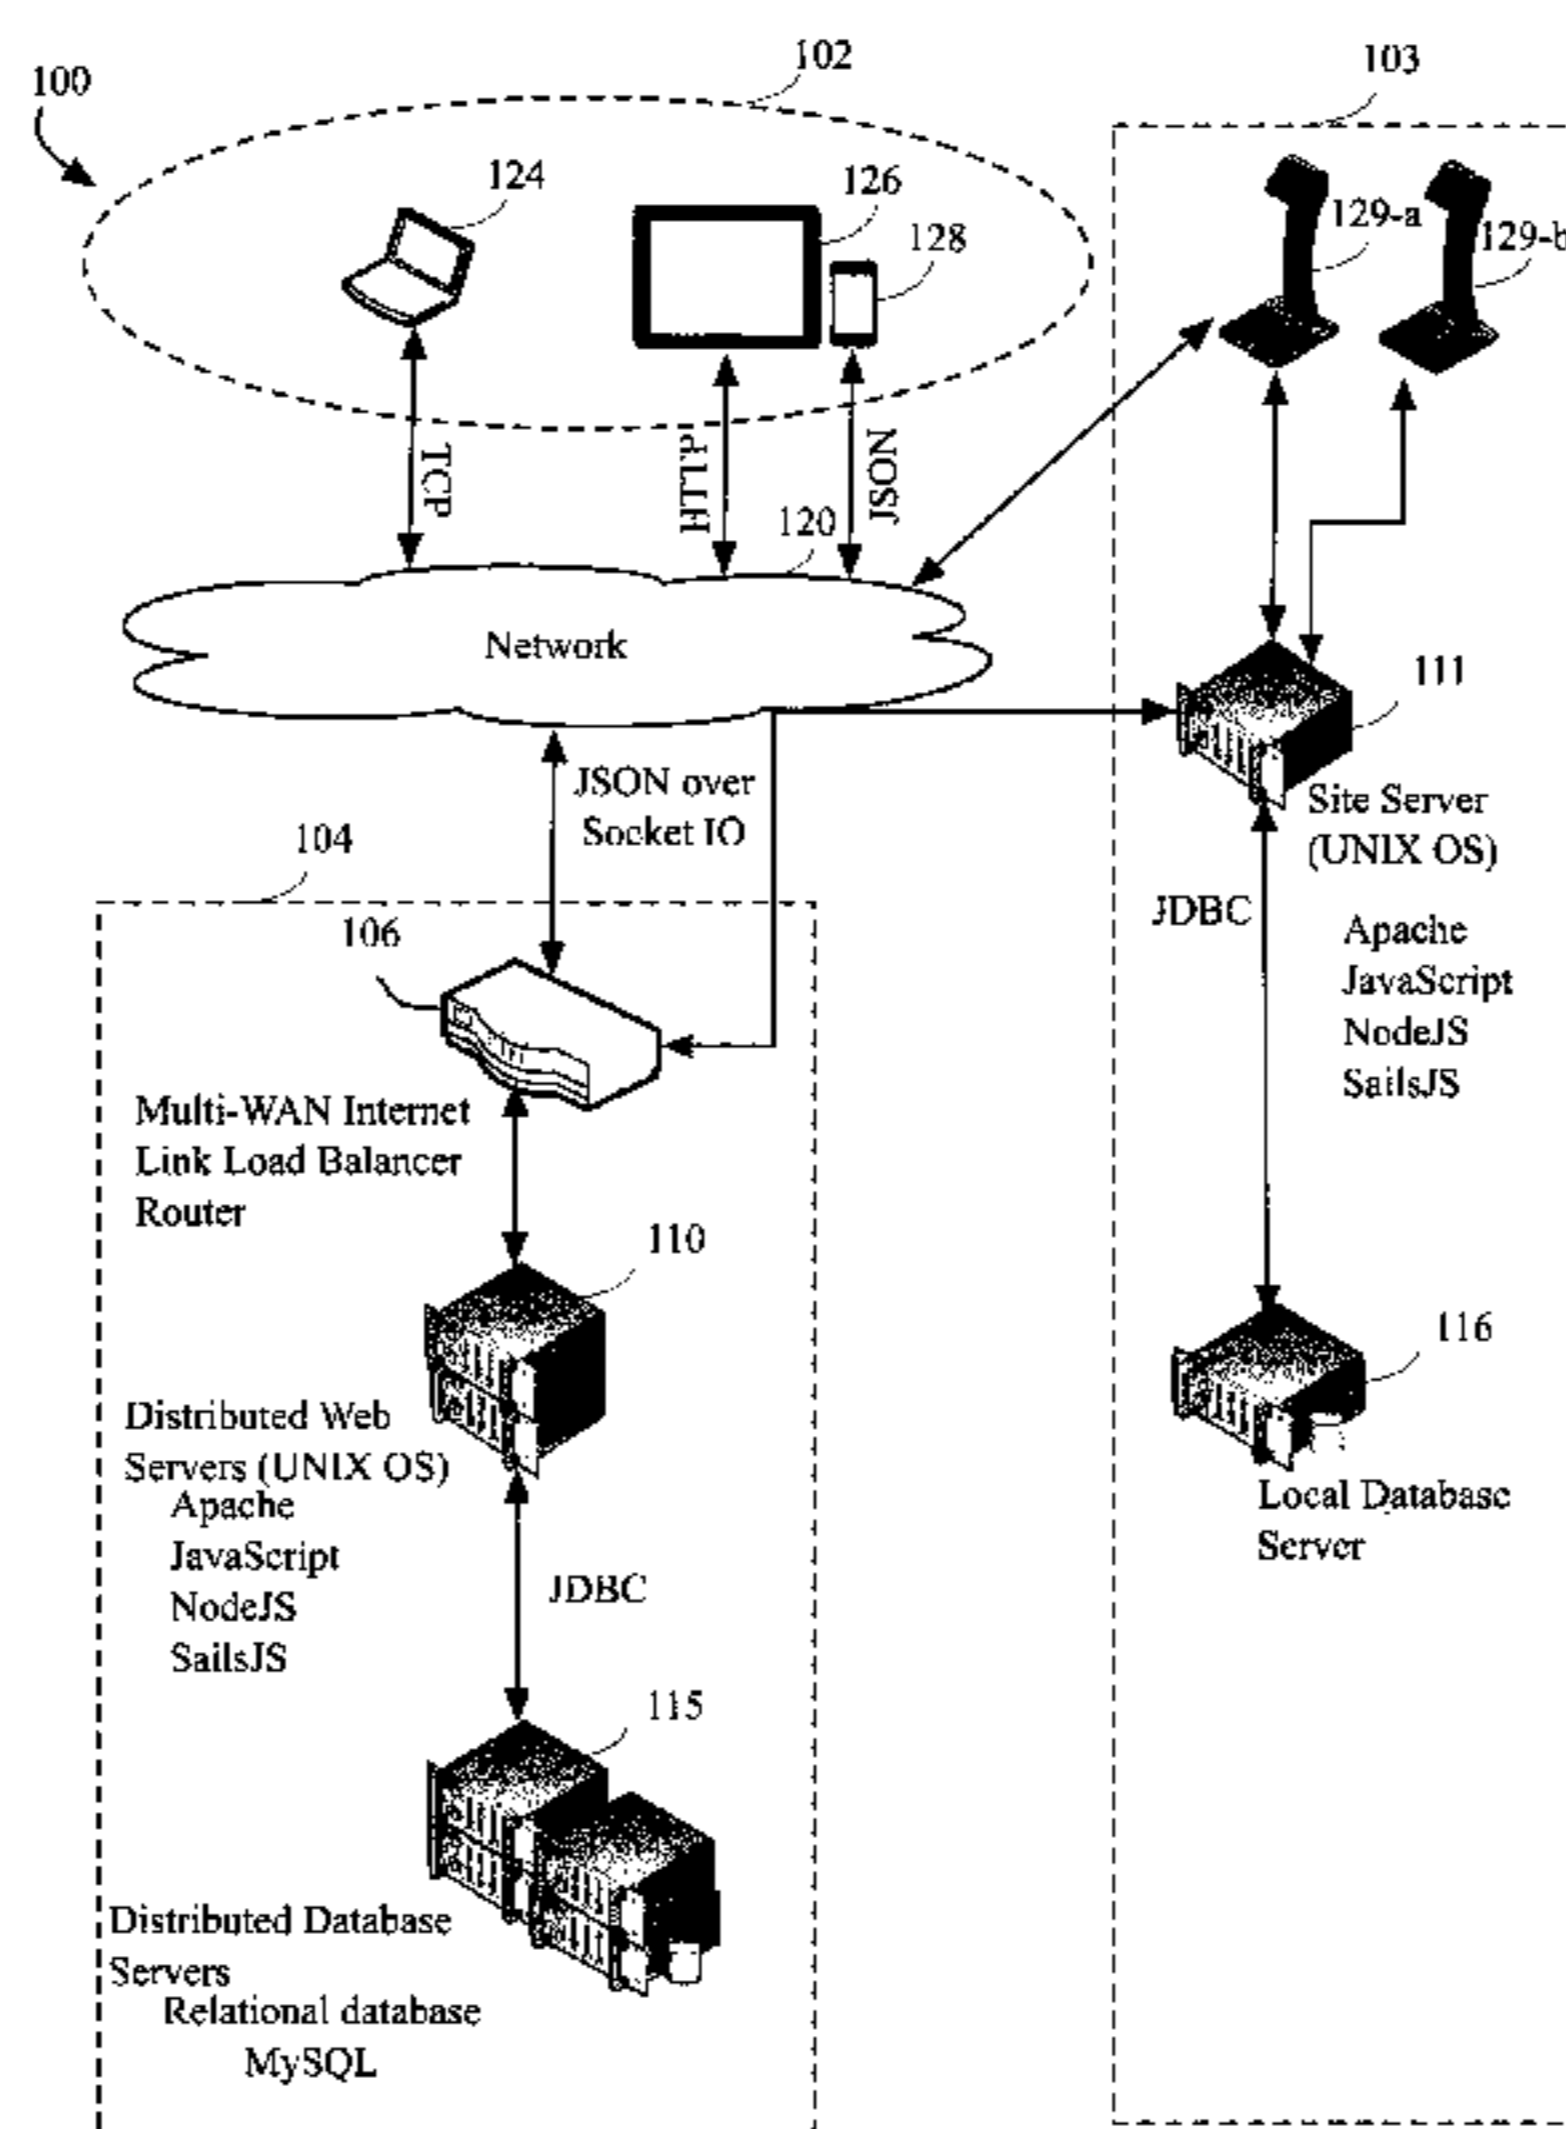 100
102
103
124
126
128
129-a
129-b
TCP
HTTP
JSON
120
Network
111
JSON over
Socket IO
Site Server
(UNIX OS)
JDBC
Apache
JavaScript
NodeJS
SailsJS
104
106
Multi-WAN Internet
Link Load Balancer
Router
110
116
Distributed Web
Servers (UNIX OS)
Apache
JavaScript
NodeJS
SailsJS
Local Database
Server
JDBC
115
Distributed Database
Servers
Relational database
MySQL